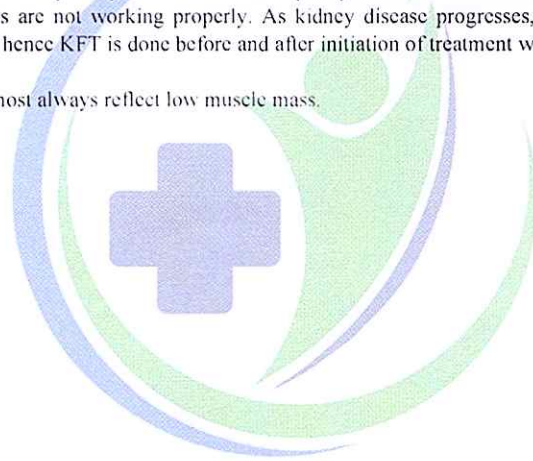 s are not working properly. As kidney disease progresses,
hence KFT is done before and after initiation of treatment w
ost always reflect low muscle mass.